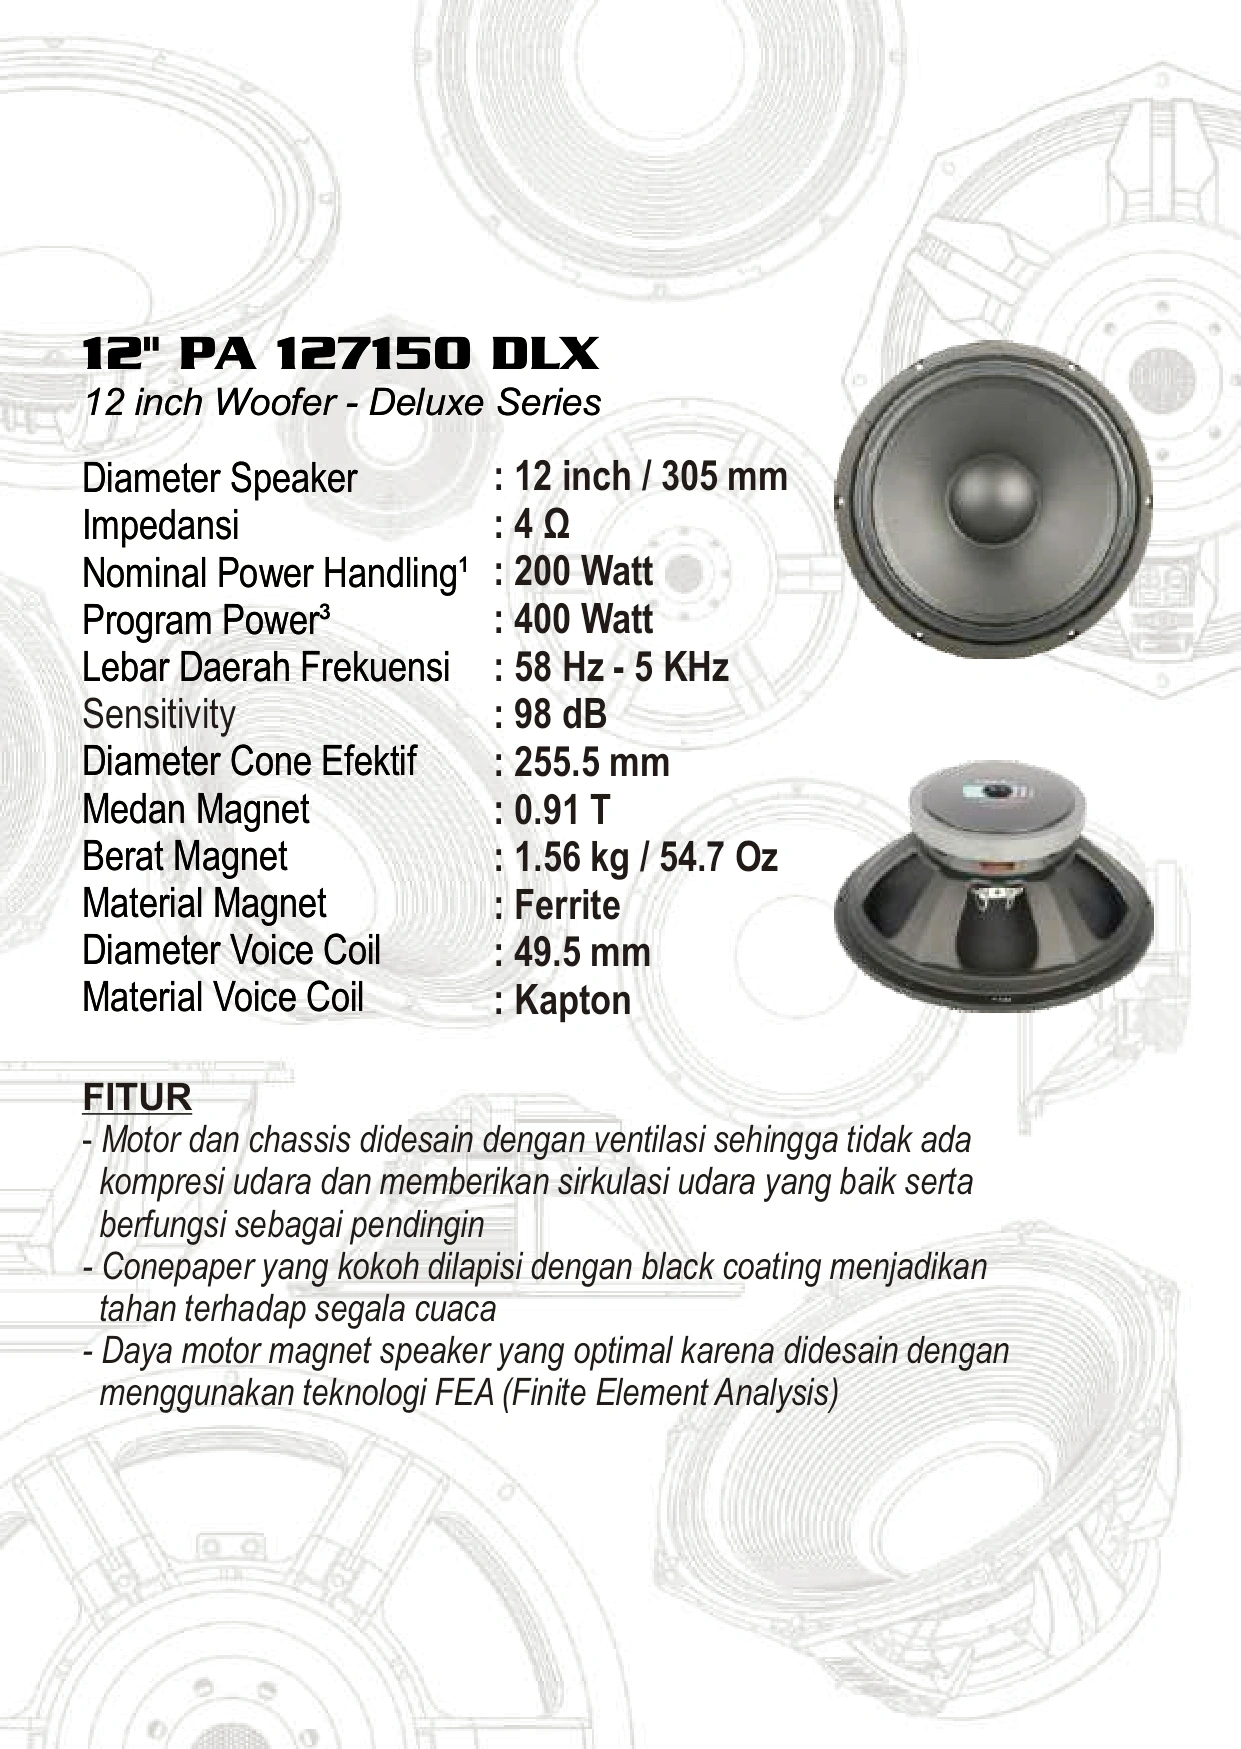 12" PA 127150 DLX
12 inch Woofer - Deluxe Series
Diameter Speaker : 12 inch / 305 mm
Impedansi : 4 Ω
Nominal Power Handling¹ : 200 Watt
Program Power³ : 400 Watt
Lebar Daerah Frekuensi : 58 Hz - 5 KHz
Sensitivity : 98 dB
Diameter Cone Efektif : 255.5 mm
Medan Magnet : 0.91 T
Berat Magnet : 1.56 kg / 54.7 Oz
Material Magnet : Ferrite
Diameter Voice Coil : 49.5 mm
Material Voice Coil : Kapton
FITUR
- Motor dan chassis didesain dengan ventilasi sehingga tidak ada
kompresi udara dan memberikan sirkulasi udara yang baik serta
berfungsi sebagai pendingin
- Conepaper yang kokoh dilapisi dengan black coating menjadikan
tahan terhadap segala cuaca
- Daya motor magnet speaker yang optimal karena didesain dengan
menggunakan teknologi FEA (Finite Element Analysis)